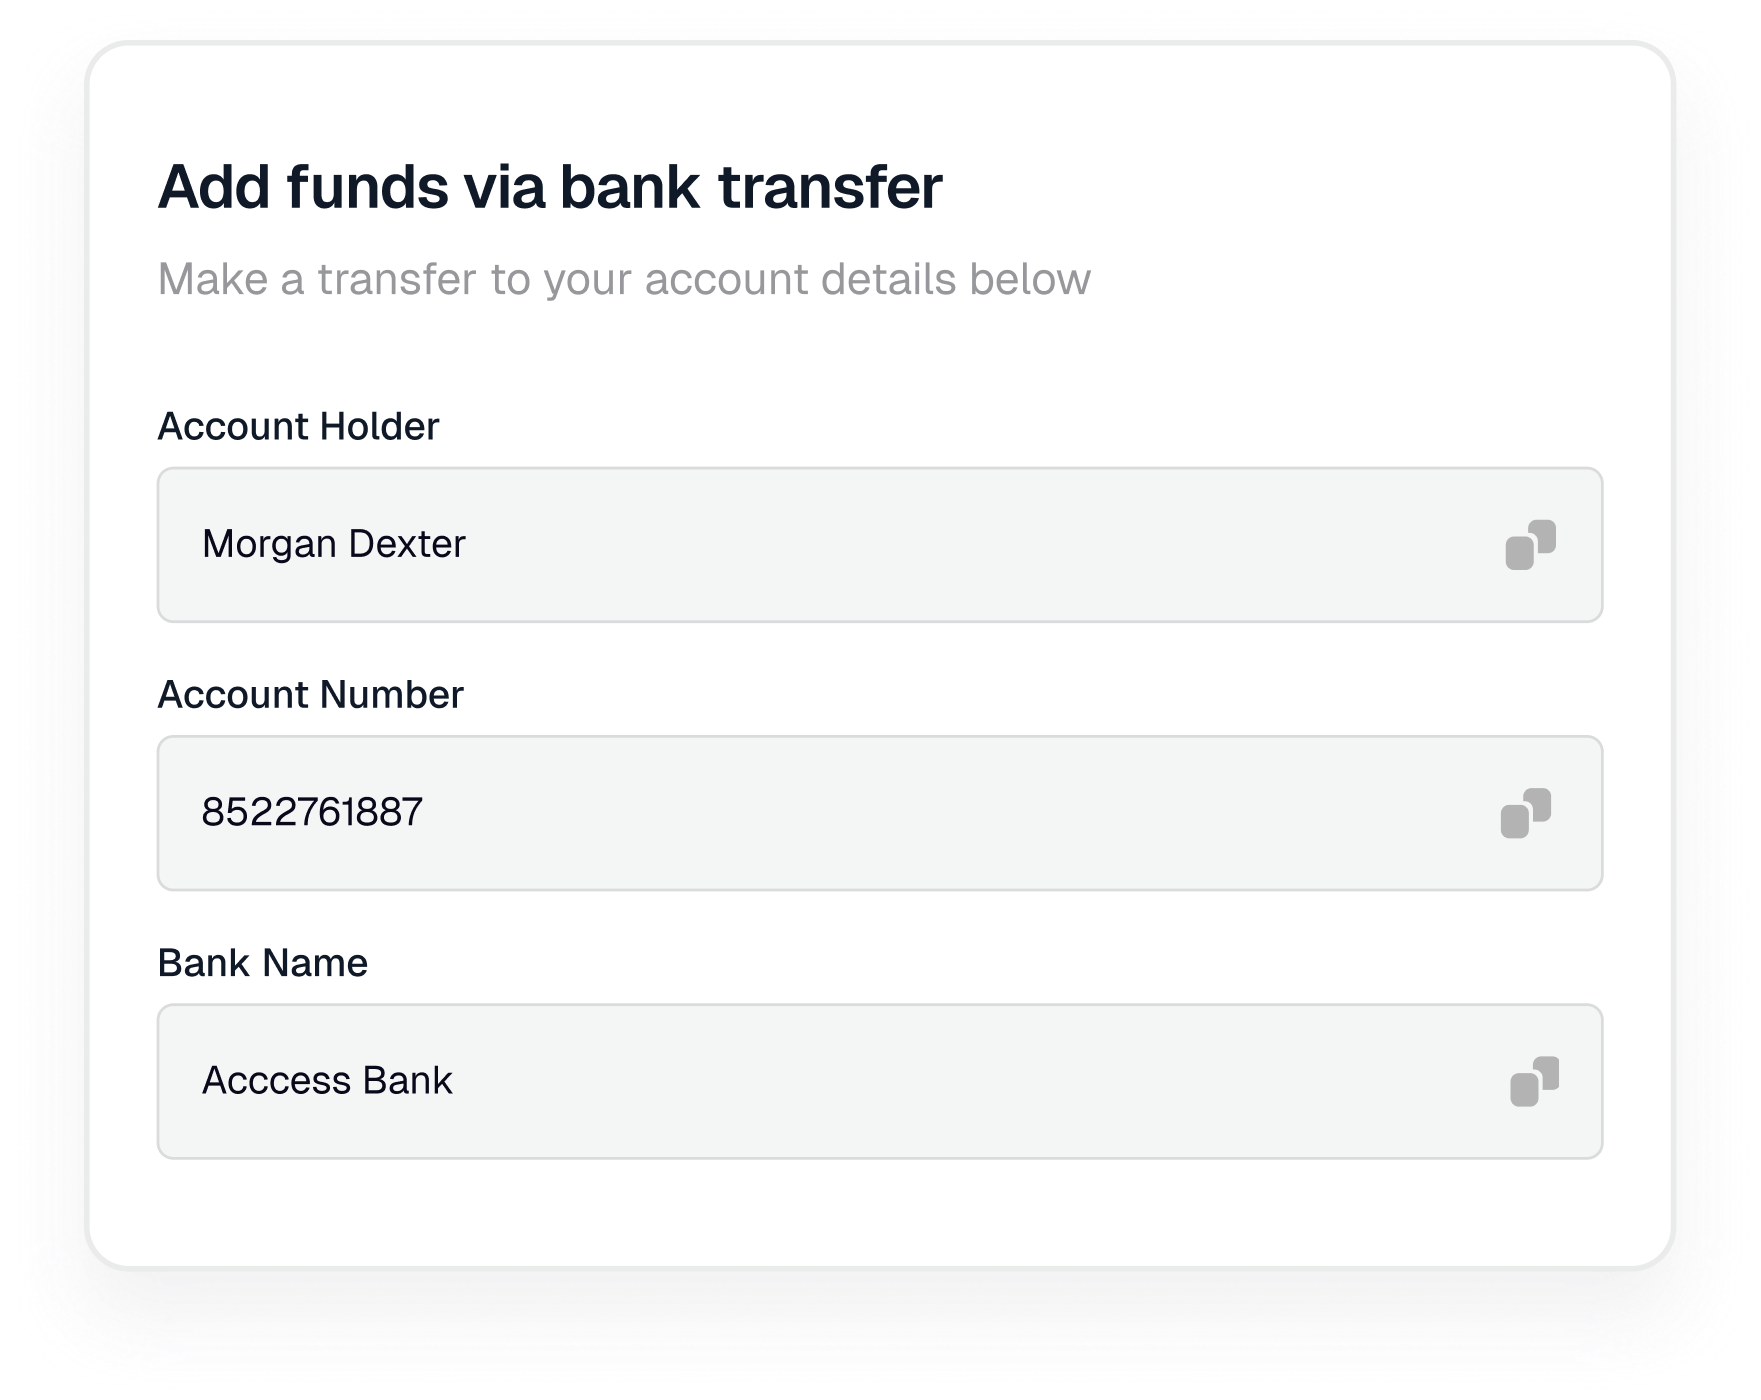 Add funds via bank transfer
Make a transfer to your account details below
Account Holder
Morgan Dexter
Account Number
8522761887
Bank Name
Acccess Bank